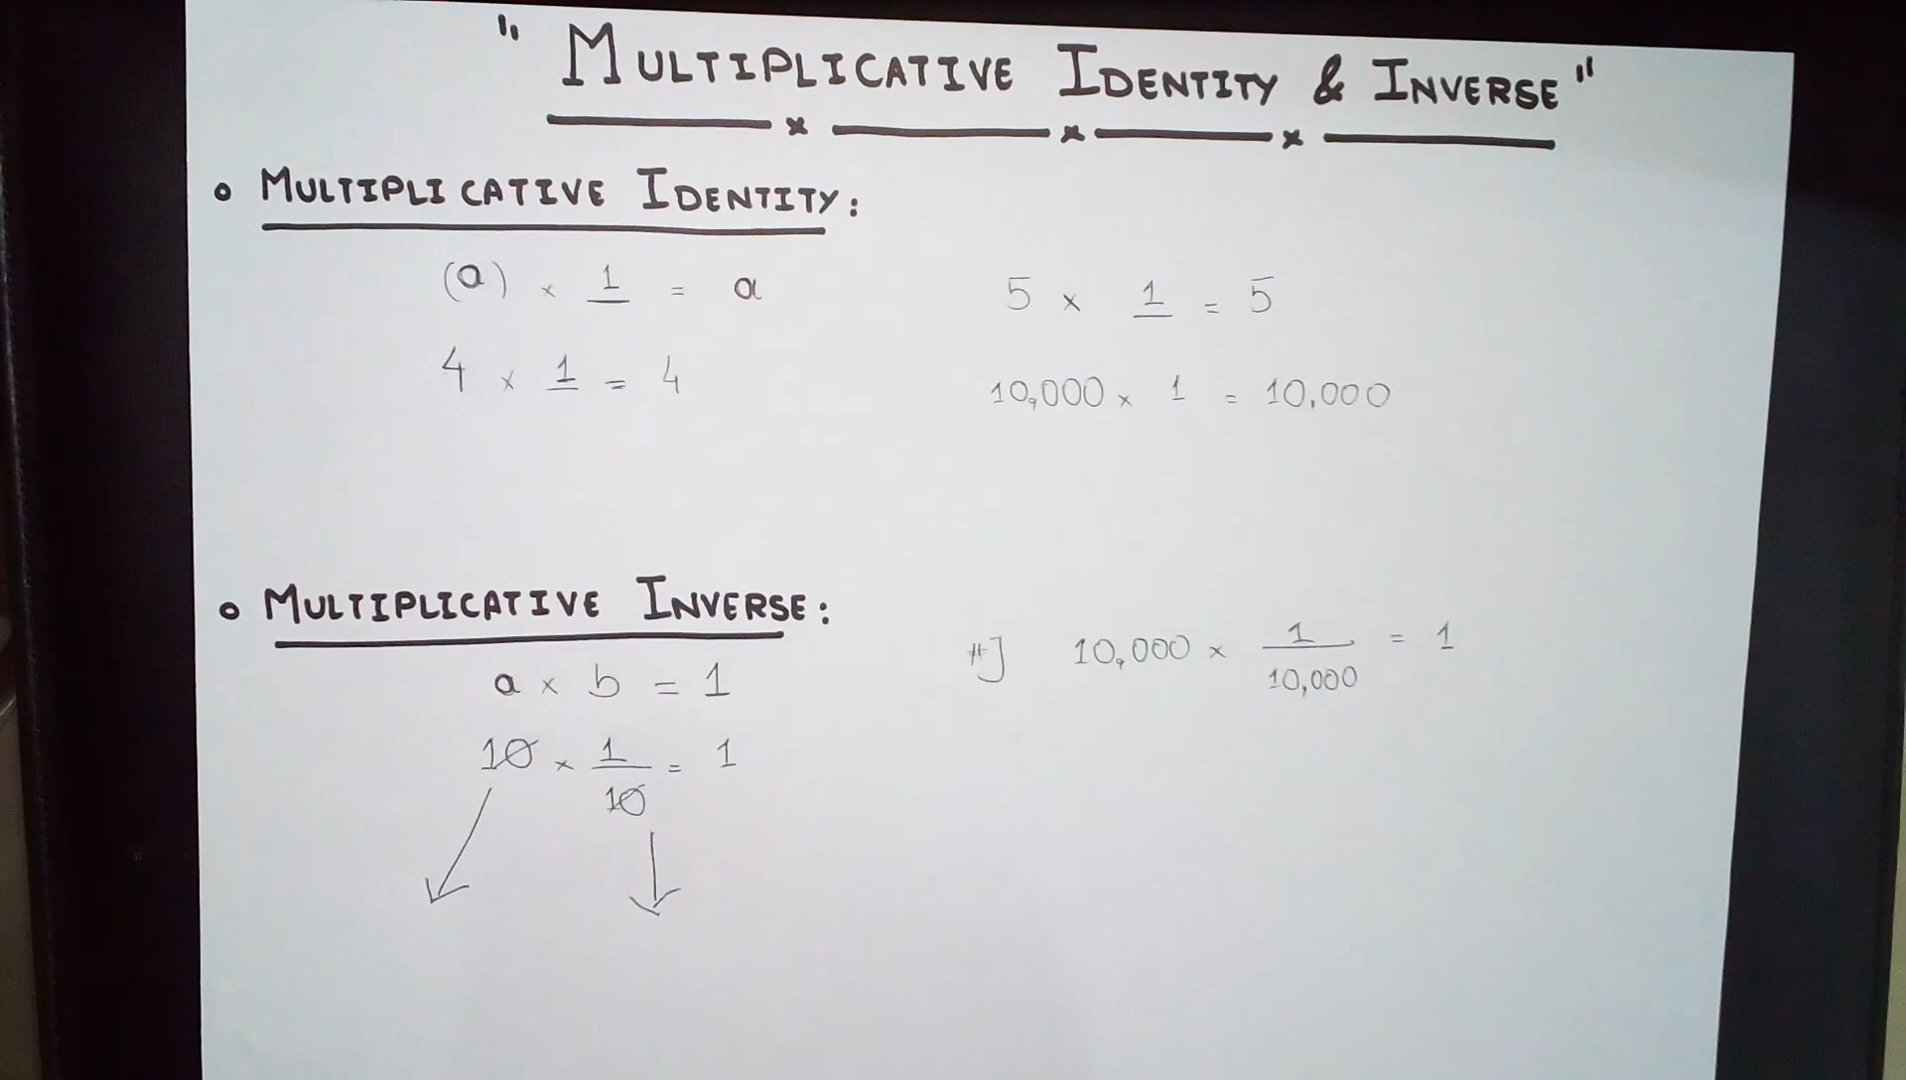 " MULTIPLICATIVE IDENTITY & INVERSE "
MULTIPLICATIVE IDENTITY:
(a) × 1 = a
5 × 1 = 5
4 × 1 = 4
10,000 × 1 = 10,000
MULTIPLICATIVE INVERSE:
#] 10,000 × 1/10,000 = 1
a × b = 1
10 × 1/10 = 1